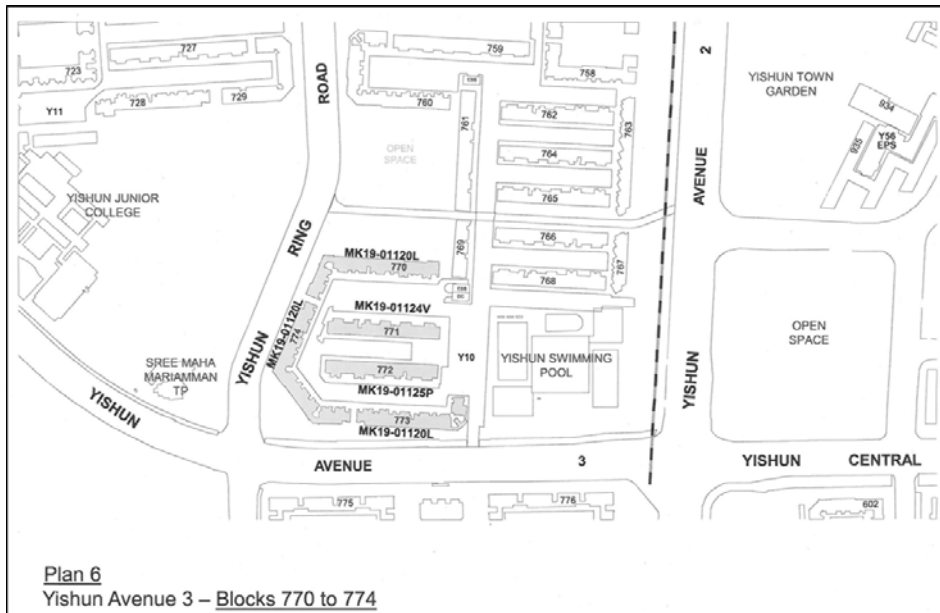 727
759
2
723
758
YISHUN TOWN
GARDEN
ROAD
728
729
760
761
762
763
934
Y11
Y56
EPS
935
OPEN
SPACE
764
AVENUE
YISHUN JUNIOR
COLLEGE
765
RING
766
769
767
MK19-01120L
770
768
MK19-01120L
774
MK19-01124V
771
YISHUN
SREE MAHA
MARIAMMAN
TP
772
Y10
YISHUN SWIMMING
POOL
YISHUN
OPEN
SPACE
YISHUN
MK19-01125P
773
MK19-01120L
AVENUE
3
YISHUN CENTRAL
775
776
602
Plan 6
Yishun Avenue 3 – Blocks 770 to 774